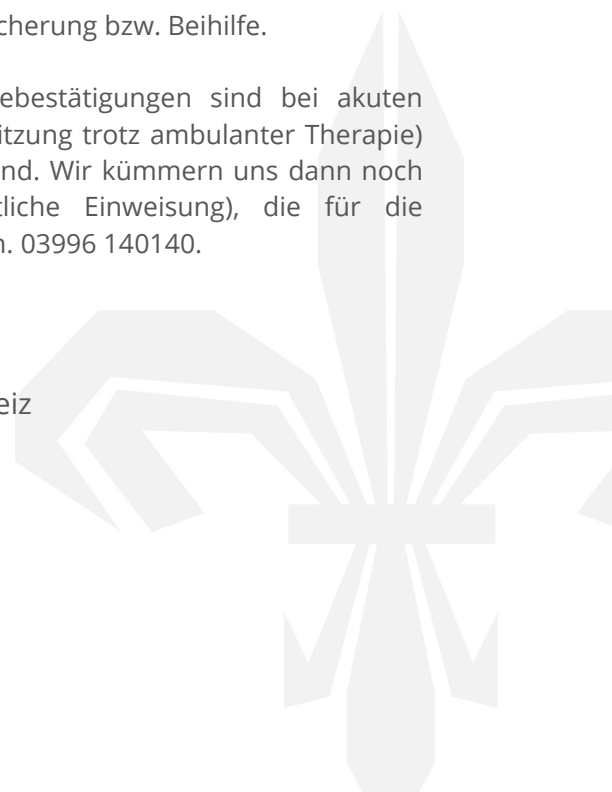 cherung bzw. Beihilfe.
ebestätigungen sind bei akuten
itzung trotz ambulanter Therapie)
nd. Wir kümmern uns dann noch
tliche Einweisung), die für die
n. 03996 140140.
eiz